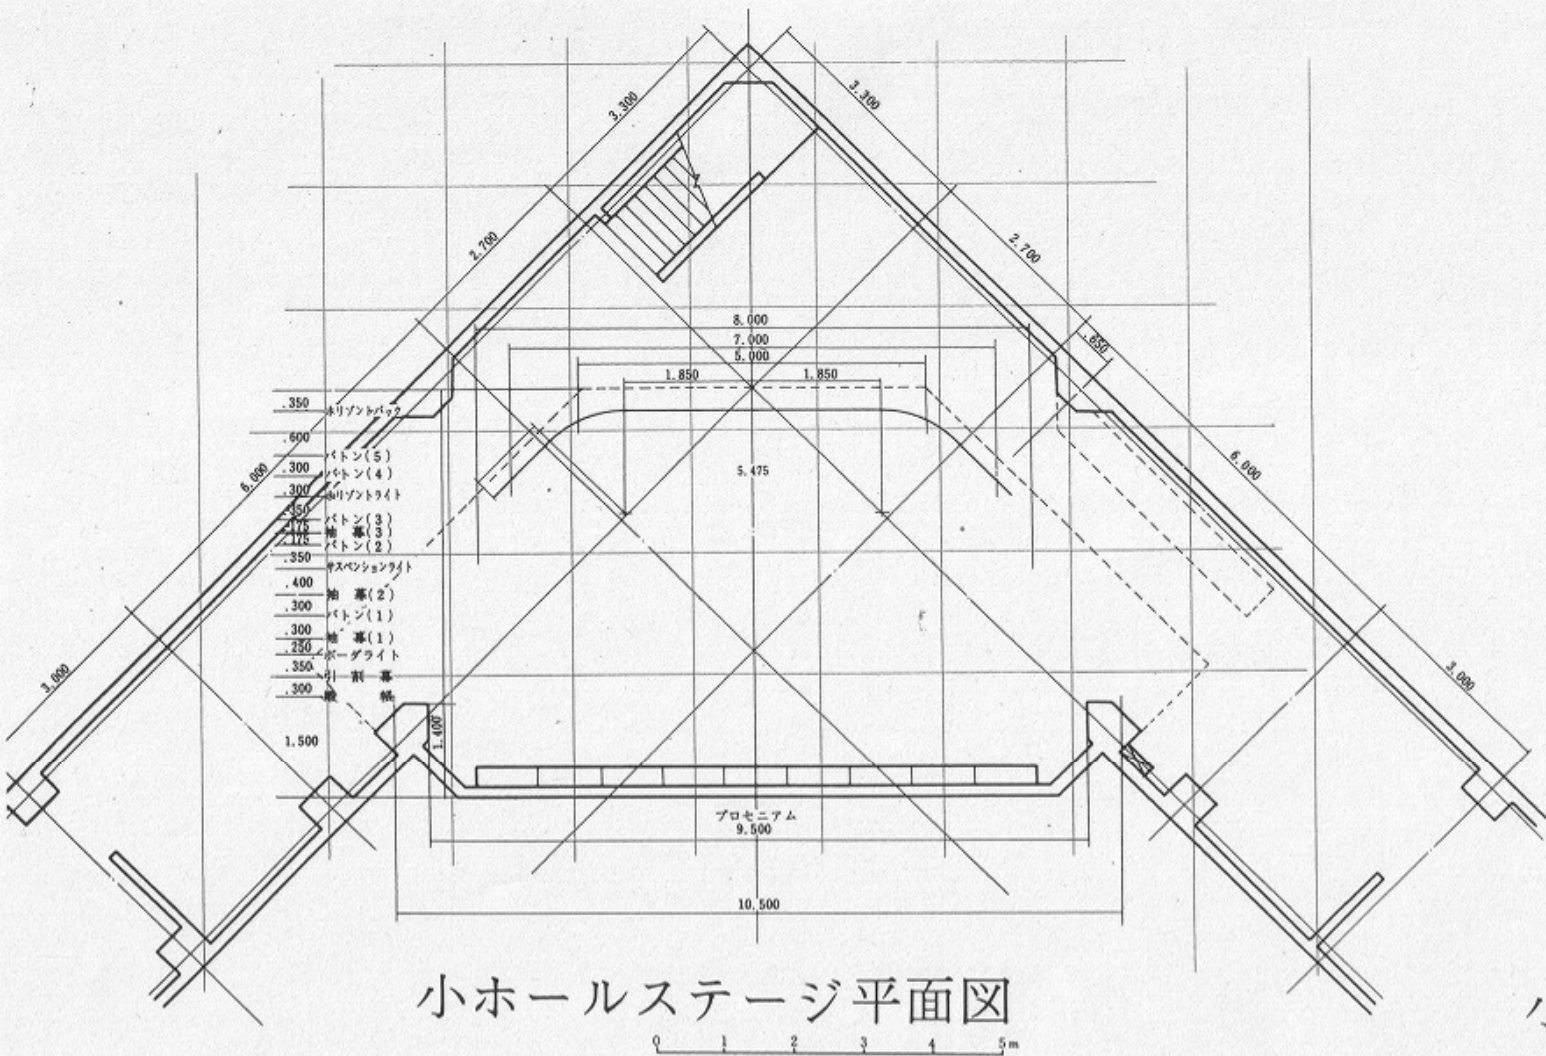 3.300
3.300
2.700
2.700
8.000
7.000
5.000
1.850
1.850
.650
.350
ホリゾントバック
.600
バトン(5)
.300
バトン(4)
.300
ホリゾントライト
.350
バトン(3)
.175
袖 幕(3)
.175
バトン(2)
.350
サスペンションライト
.400
袖 幕(2)
.300
バトン(1)
.300
袖 幕(1)
.250
ボーダライト
.350
引 割 幕
.300
1.500
5.475
6.000
6.000
3.000
3.000
1.400
プロセニアム
9.500
10.500
小ホールステージ平面図
0 1 2 3 4 5m